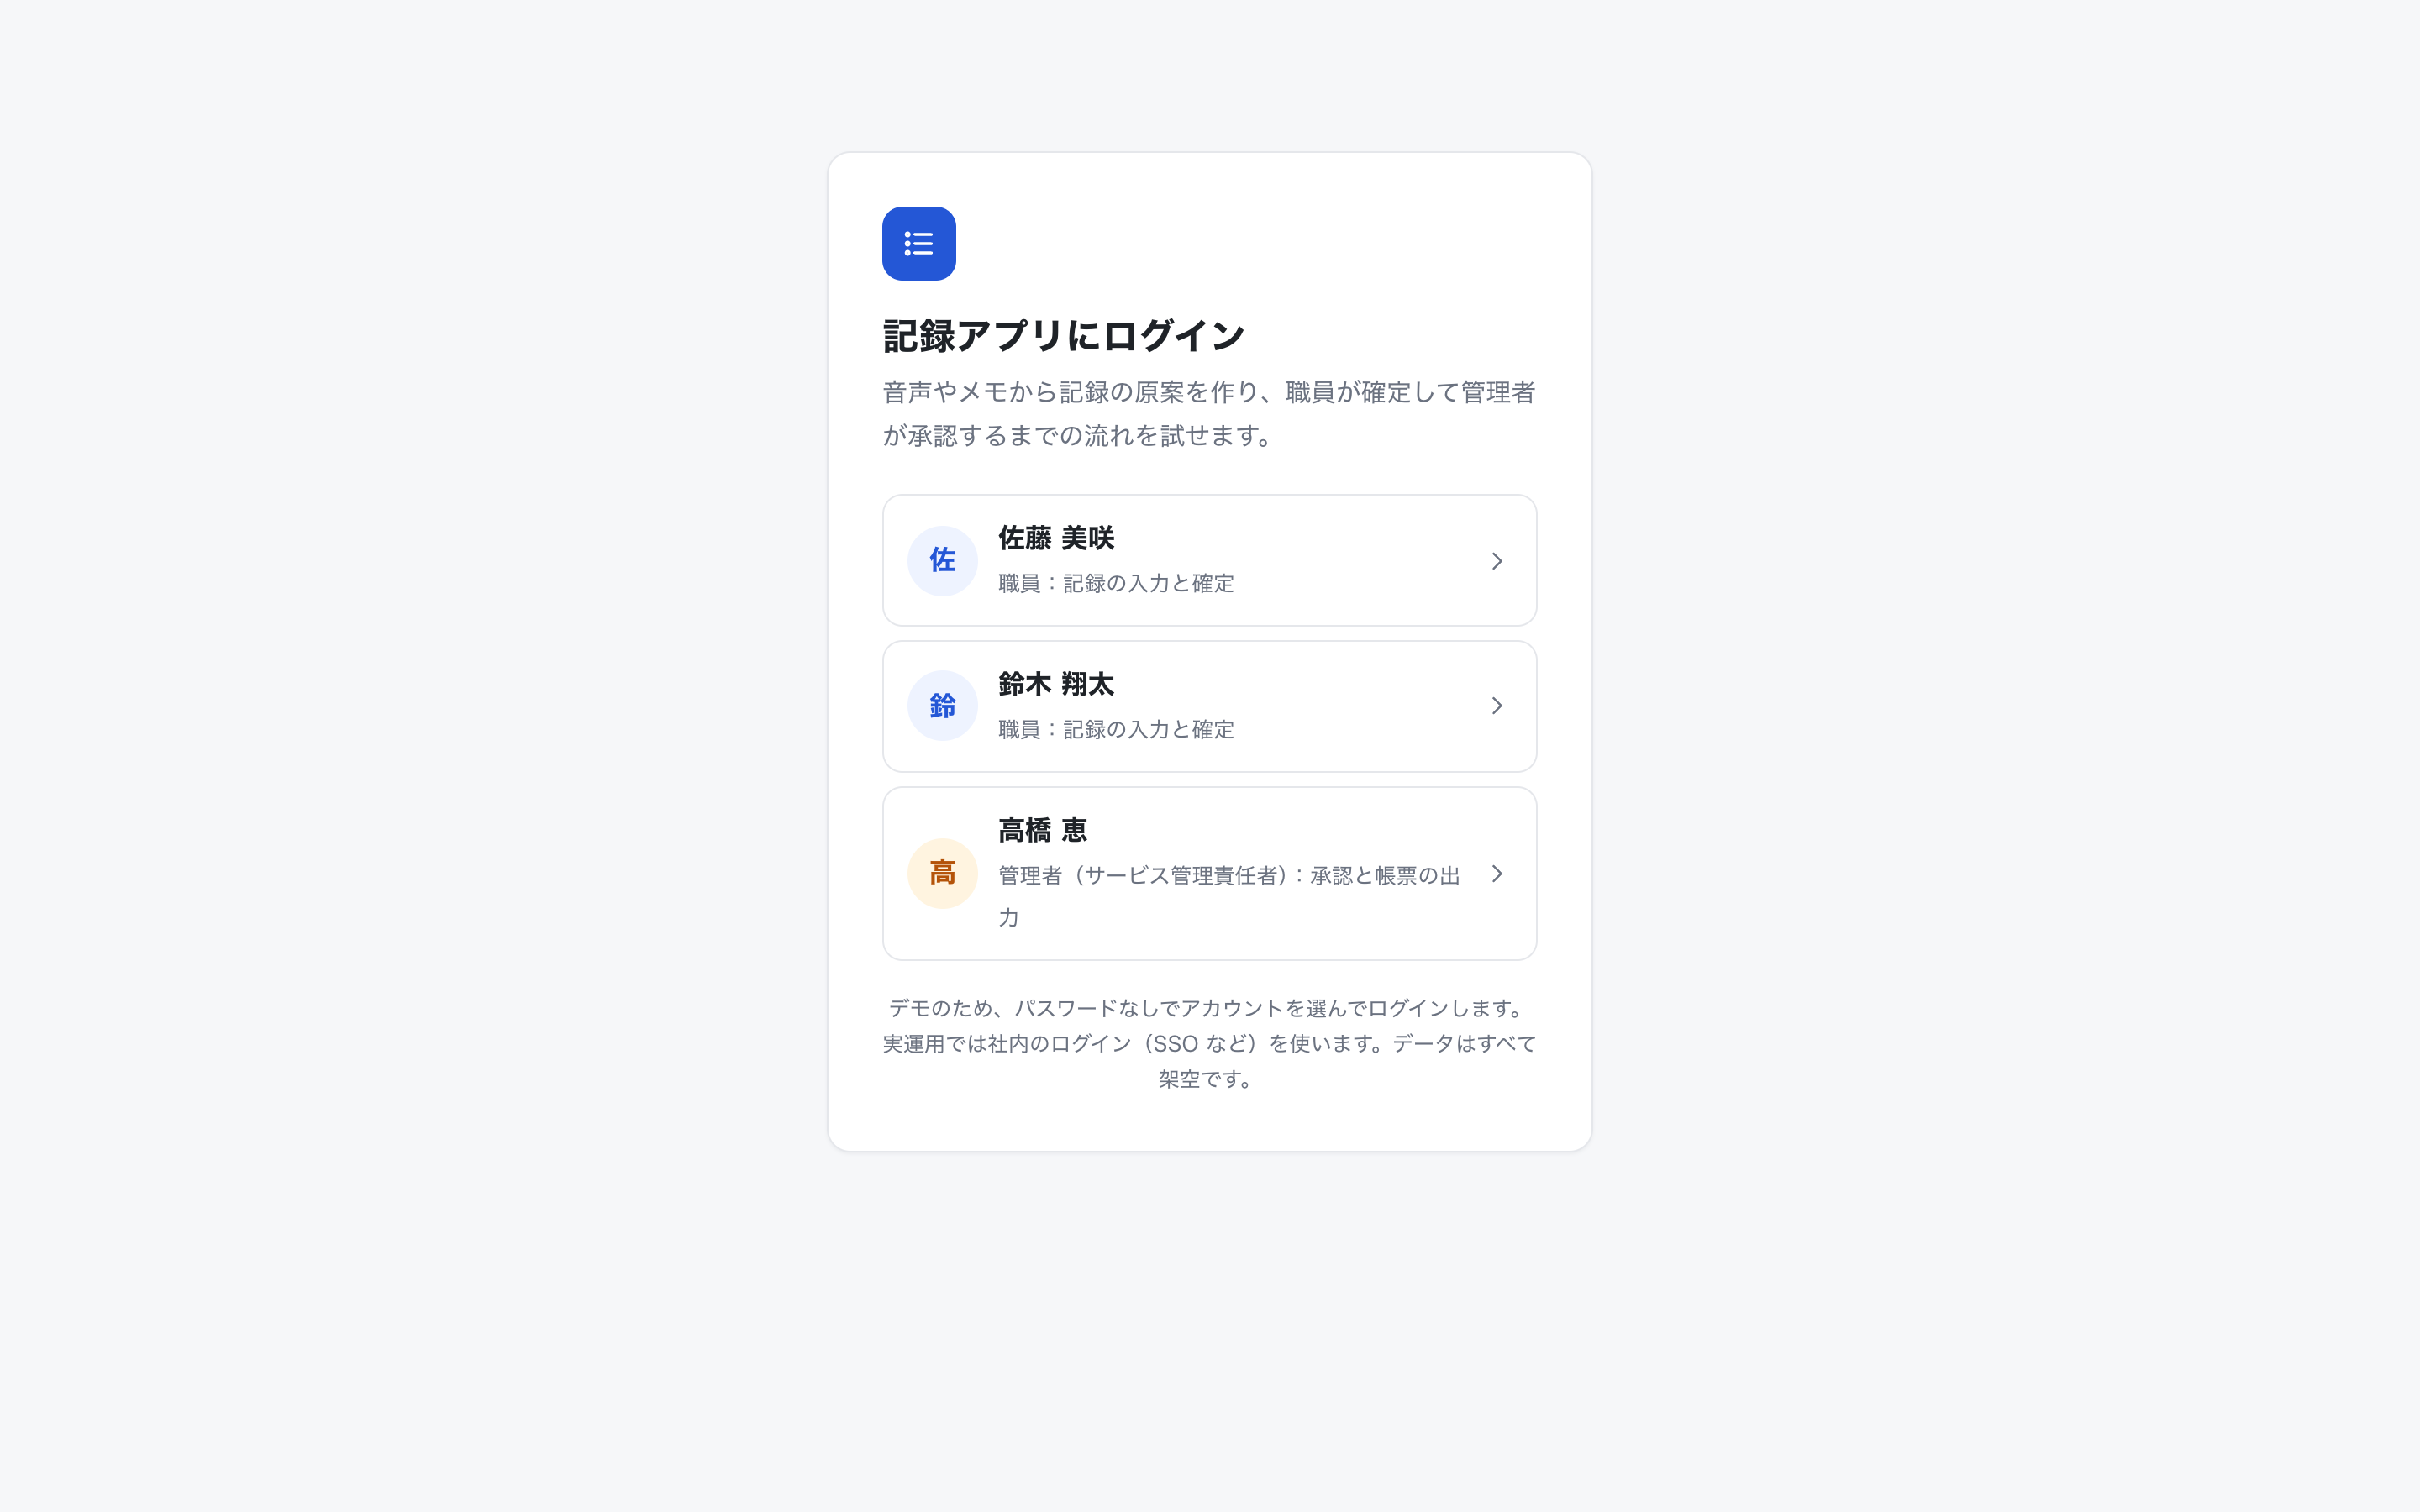 記録アプリにログイン
音声やメモから記録の原案を作り、職員が確定して管理者
が承認するまでの流れを試せます。
佐
佐藤 美咲
職員：記録の入力と確定
鈴
鈴木 翔太
職員：記録の入力と確定
高
高橋 恵
管理者（サービス管理責任者）：承認と帳票の出
力
デモのため、パスワードなしでアカウントを選んでログインします。
実運用では社内のログイン（SSO など）を使います。データはすべて
架空です。